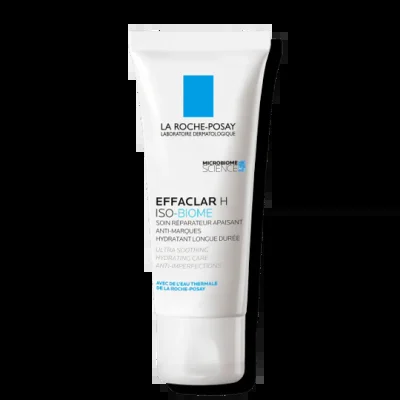 LA ROCHE-POSAY
LABORATOIRE DERMATOLOGIQUE
MICROBIOME
SCIENCE
EFFACLAR H
ISO-BIOME
SOIN RÉPARATEUR APAISANT
ANTI-MARQUES
HYDRATANT LONGUE DURÉE
ULTRA SOOTHING
HYDRATING CARE
ANTI-IMPERFECTIONS
AVEC DE L'EAU THERMALE
DE LA ROCHE-POSAY